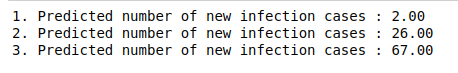 1. Predicted number of new infection cases : 2.00
2. Predicted number of new infection cases : 26.00
3. Predicted number of new infection cases : 67.00